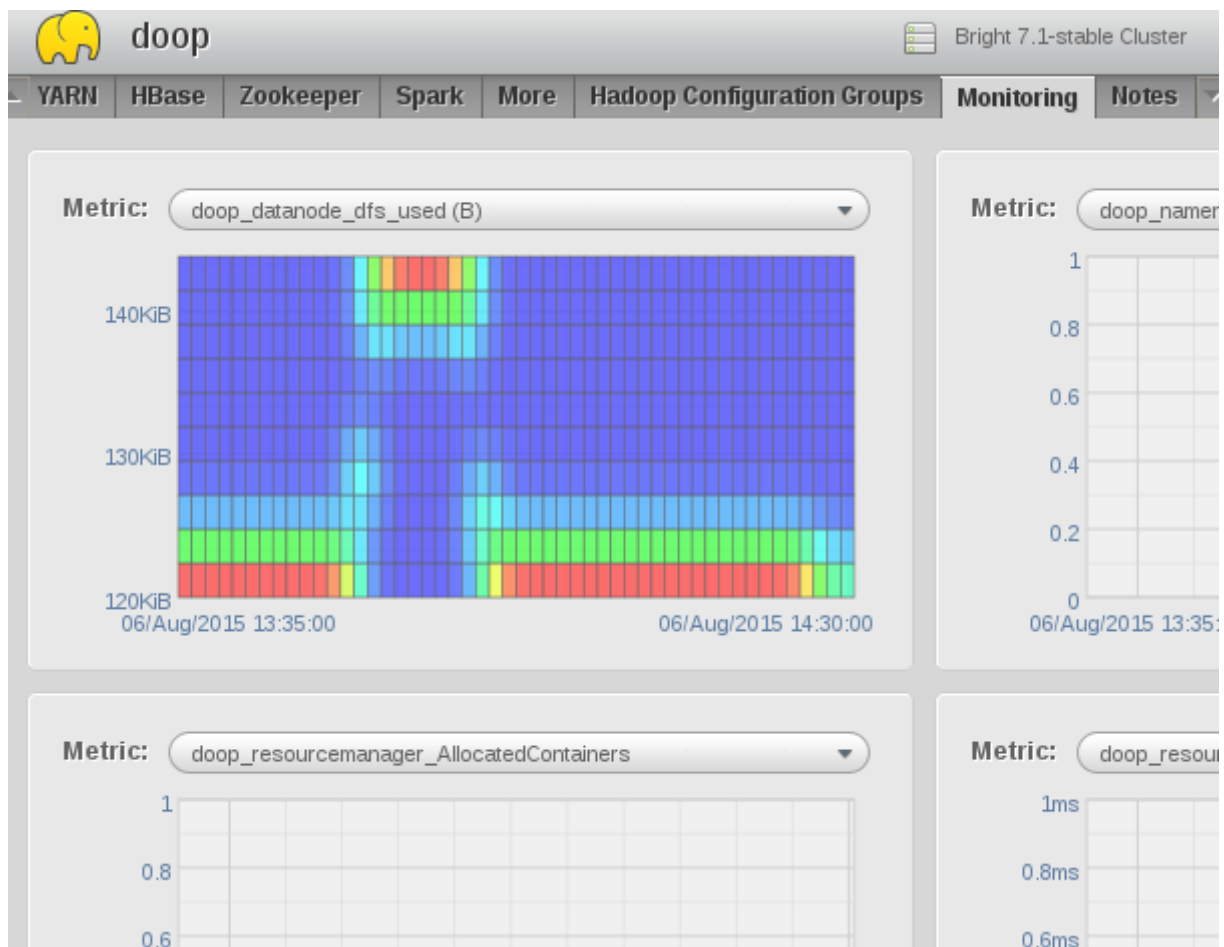 doop
Bright 7.1-stable Cluster
YARN HBase Zookeeper Spark More Hadoop Configuration Groups Monitoring Notes
Metric: doop_datanode_dfs_used (B)
140KiB
130KiB
120KiB
06/Aug/2015 13:35:00 06/Aug/2015 14:30:00
Metric: doop_namer
1
0.8
0.6
0.4
0.2
0
06/Aug/2015 13:35:
Metric: doop_resourcemanager_AllocatedContainers
1
0.8
0.6
Metric: doop_resour
1ms
0.8ms
0.6ms